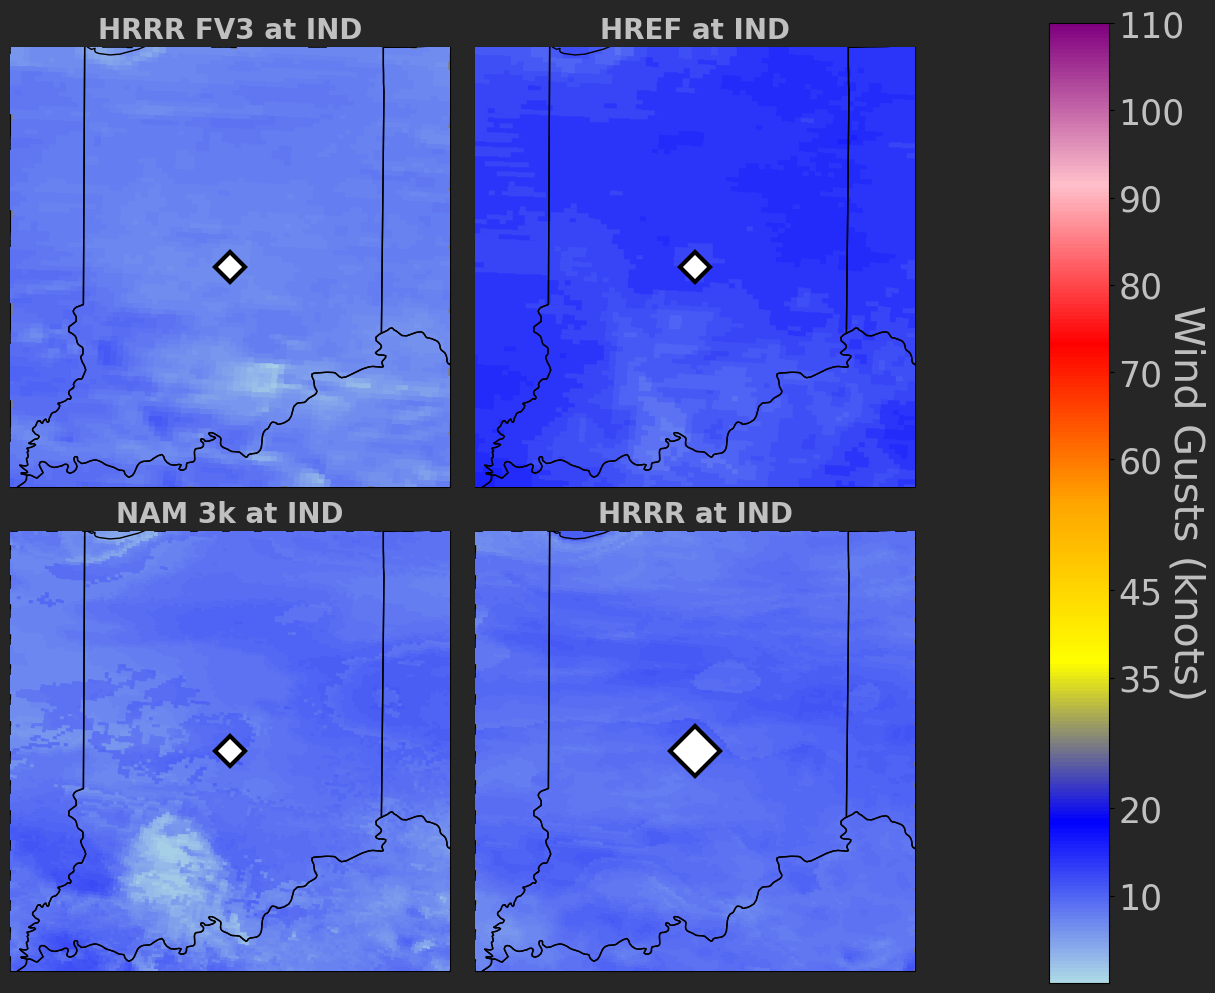 HRRR FV3 at IND
HREF at IND
NAM 3k at IND
HRRR at IND
110
100
90
80
70
60
45
35
20
10
Wind Gusts (knots)